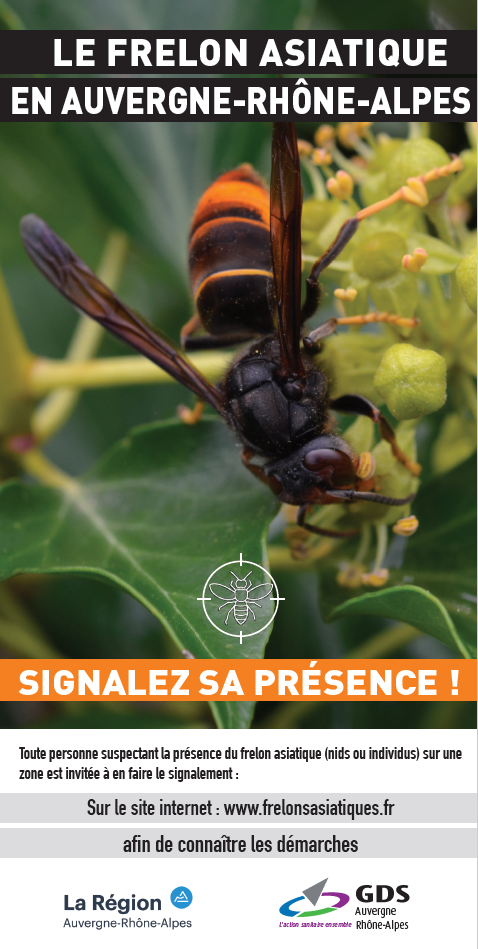 LE FRELON ASIATIQUE
EN AUVERGNE-RHÔNE-ALPES
SIGNALEZ SA PRÉSENCE !
Toute personne suspectant la présence du frelon asiatique (nids ou individus) sur une
zone est invitée à en faire le signalement :
Sur le site internet : www.frelonsasiatiques.fr
afin de connaître les démarches
La Région
Auvergne-Rhône-Alpes
GDS
Auvergne
L'action sanitaire ensemble Rhône-Alpes